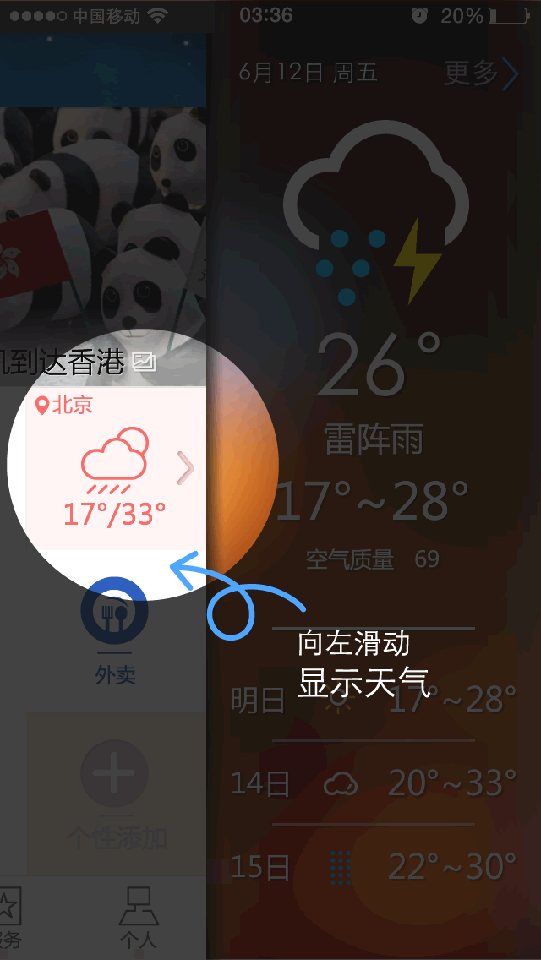 中国移动
03:36
20%
6月12日 周五
更多
机到达香港
北京
17°/33°
26°
雷阵雨
17°~28°
空气质量 69
外卖
向左滑动
显示天气
明日 17°~28°
14日 20°~33°
15日 22°~30°
个性添加
服务
个人